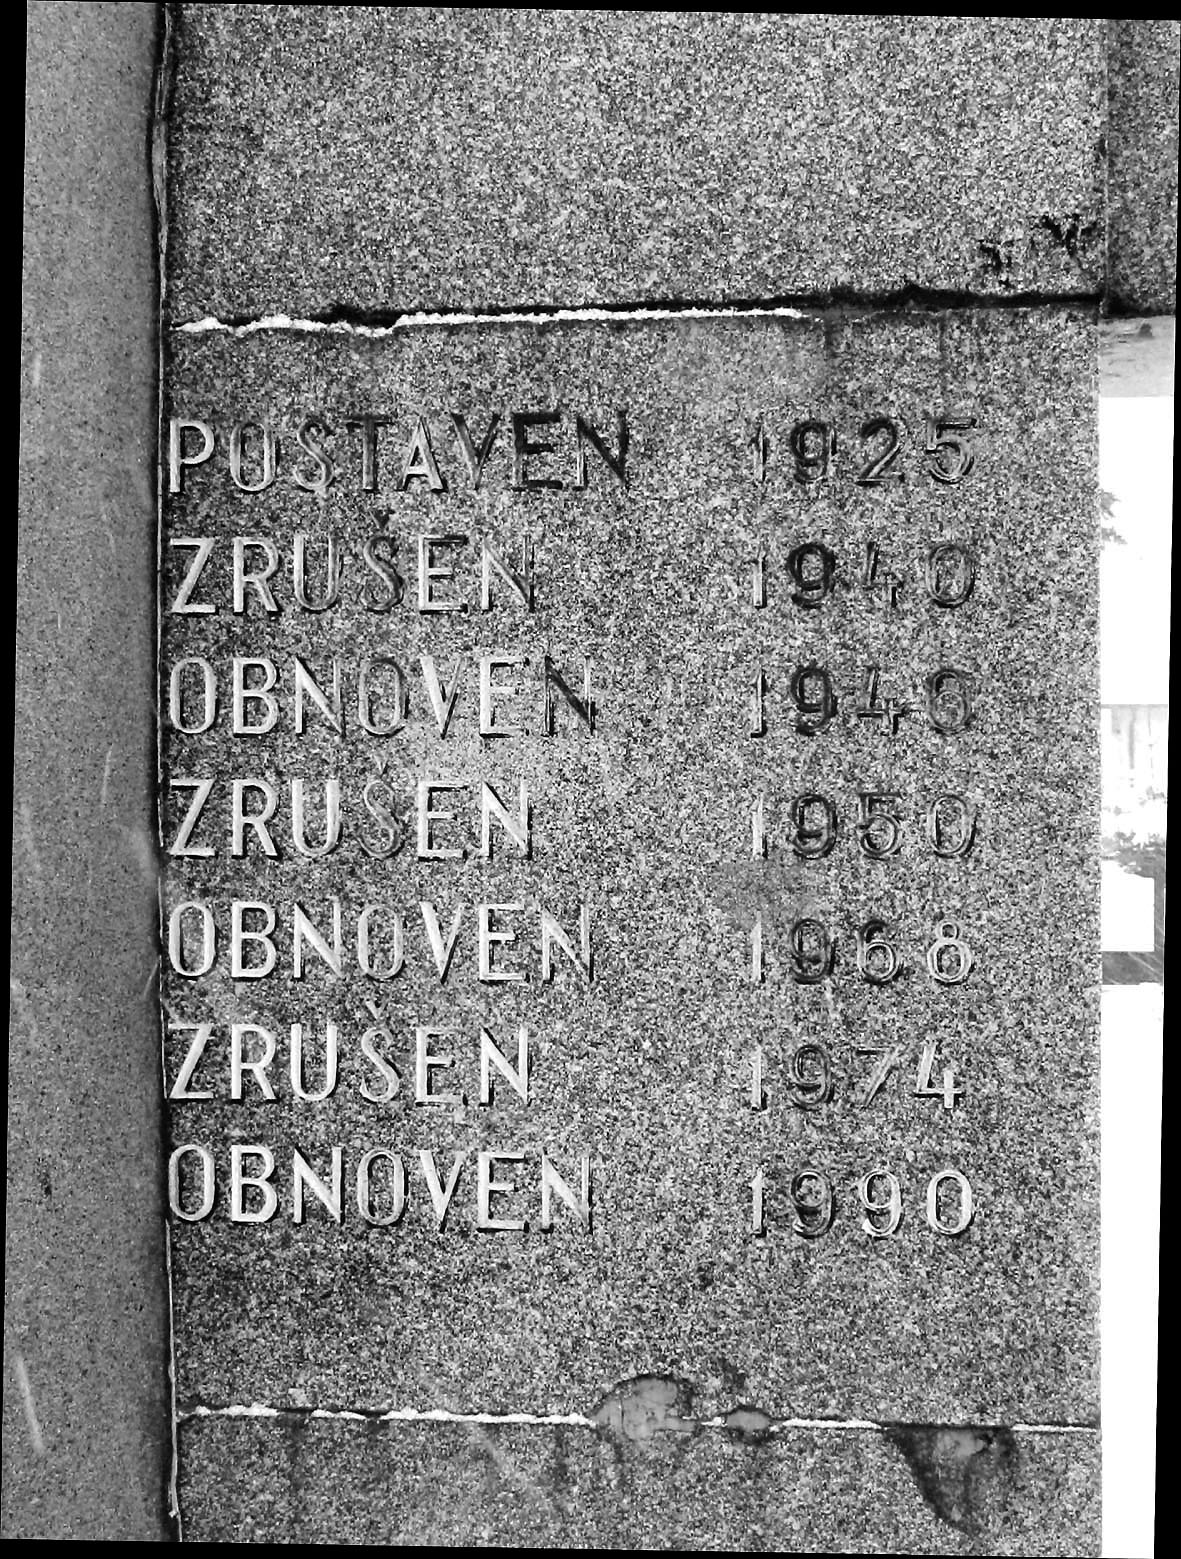 POSTAVEN 1925
ZRUŠEN 1940
OBNOVEN 1946
ZRUŠEN 1950
OBNOVEN 1968
ZRUŠEN 1974
OBNOVEN 1990